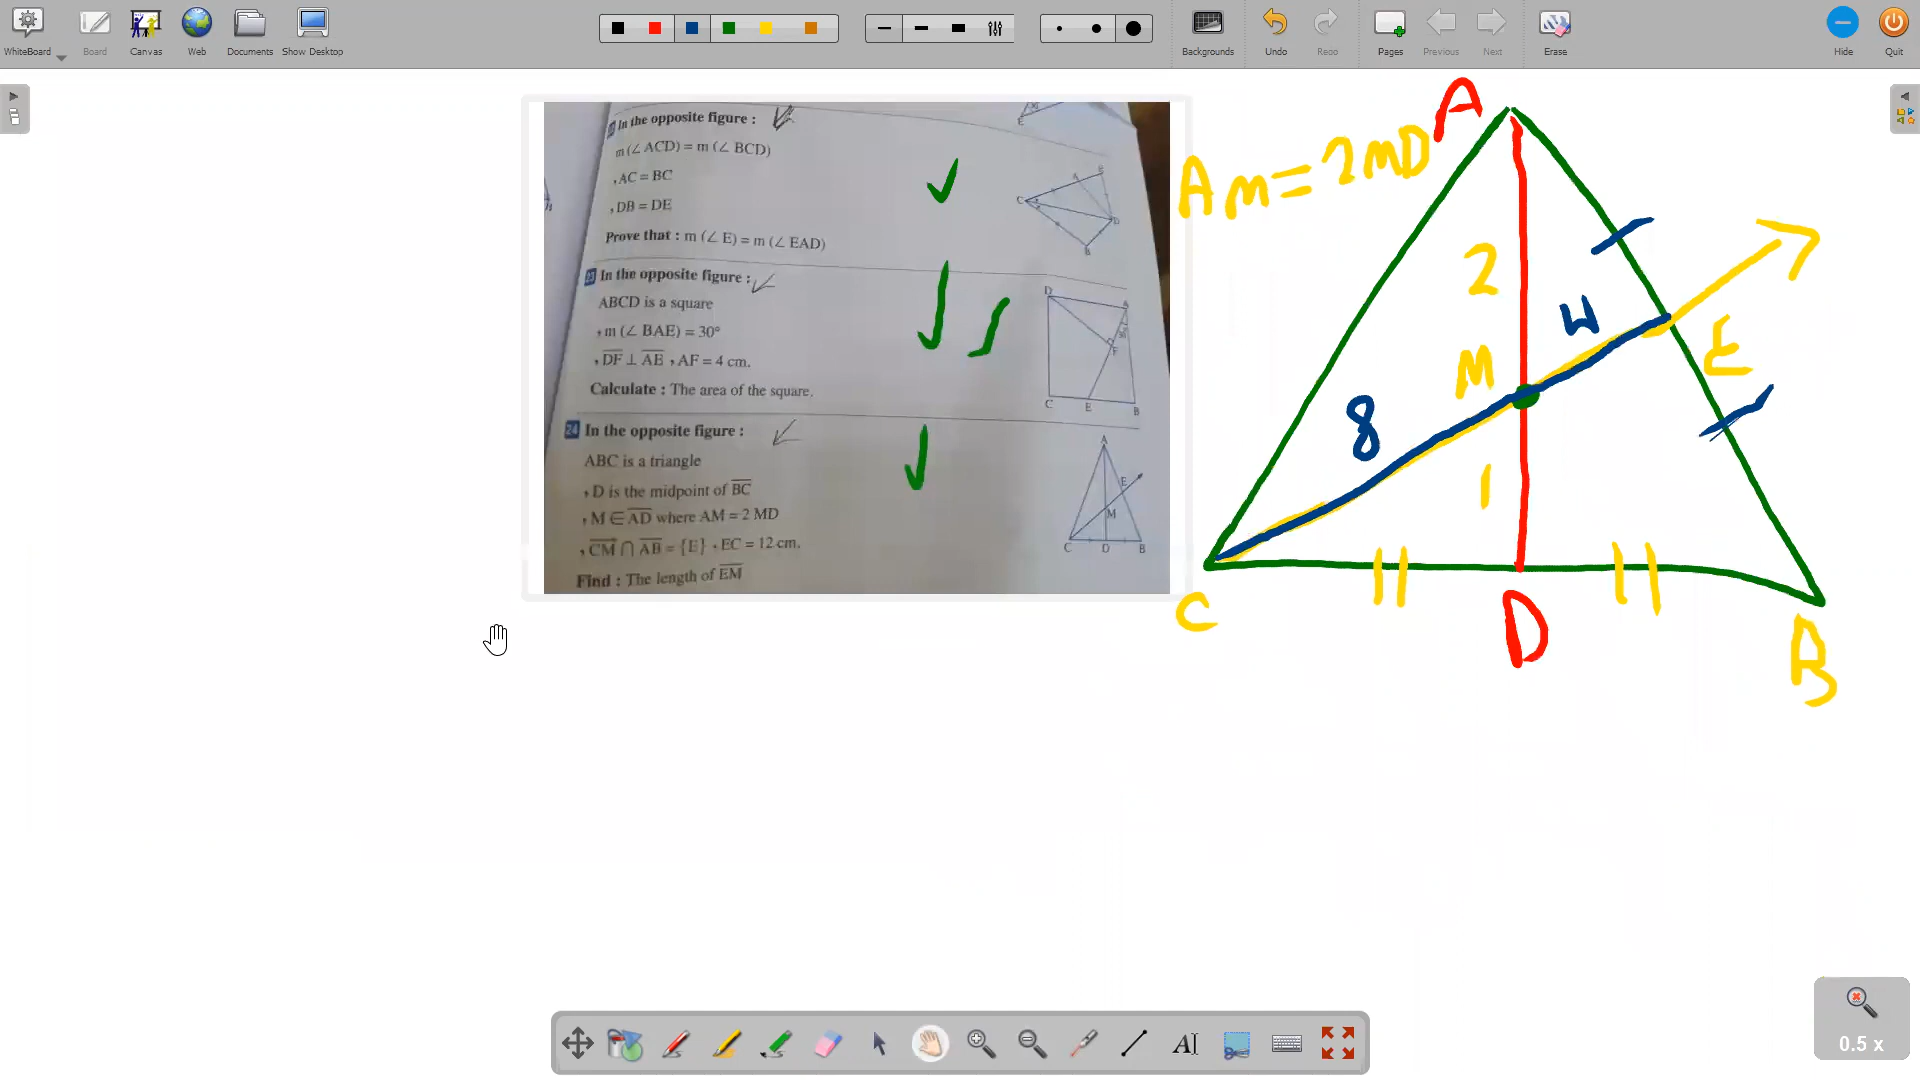 WhiteBoard
Board
Canvas
Web
Documents
Show Desktop
Backgrounds
Undo
Redo
Pages
Previous
Next
Erase
Hide
Quit
In the opposite figure :
m (∠ ACD) = m (∠ BCD)
, AC = BC
, DB = DE
Prove that : m (∠ E) = m (∠ EAD)
C
A
E
D
B
23 In the opposite figure :
ABCD is a square
, m (∠ BAE) = 30°
, DF ⊥ AE , AF = 4 cm.
Calculate : The area of the square.
D
A
F
C
E
B
24 In the opposite figure :
ABC is a triangle
, D is the midpoint of BC
, M ∈ AD where AM = 2 MD
, CM ∩ AB = {E} , EC = 12 cm.
Find : The length of EM
A
E
M
C
D
B
AM = 2MD
A
2
4
E
M
8
1
C
D
B
0.5 x